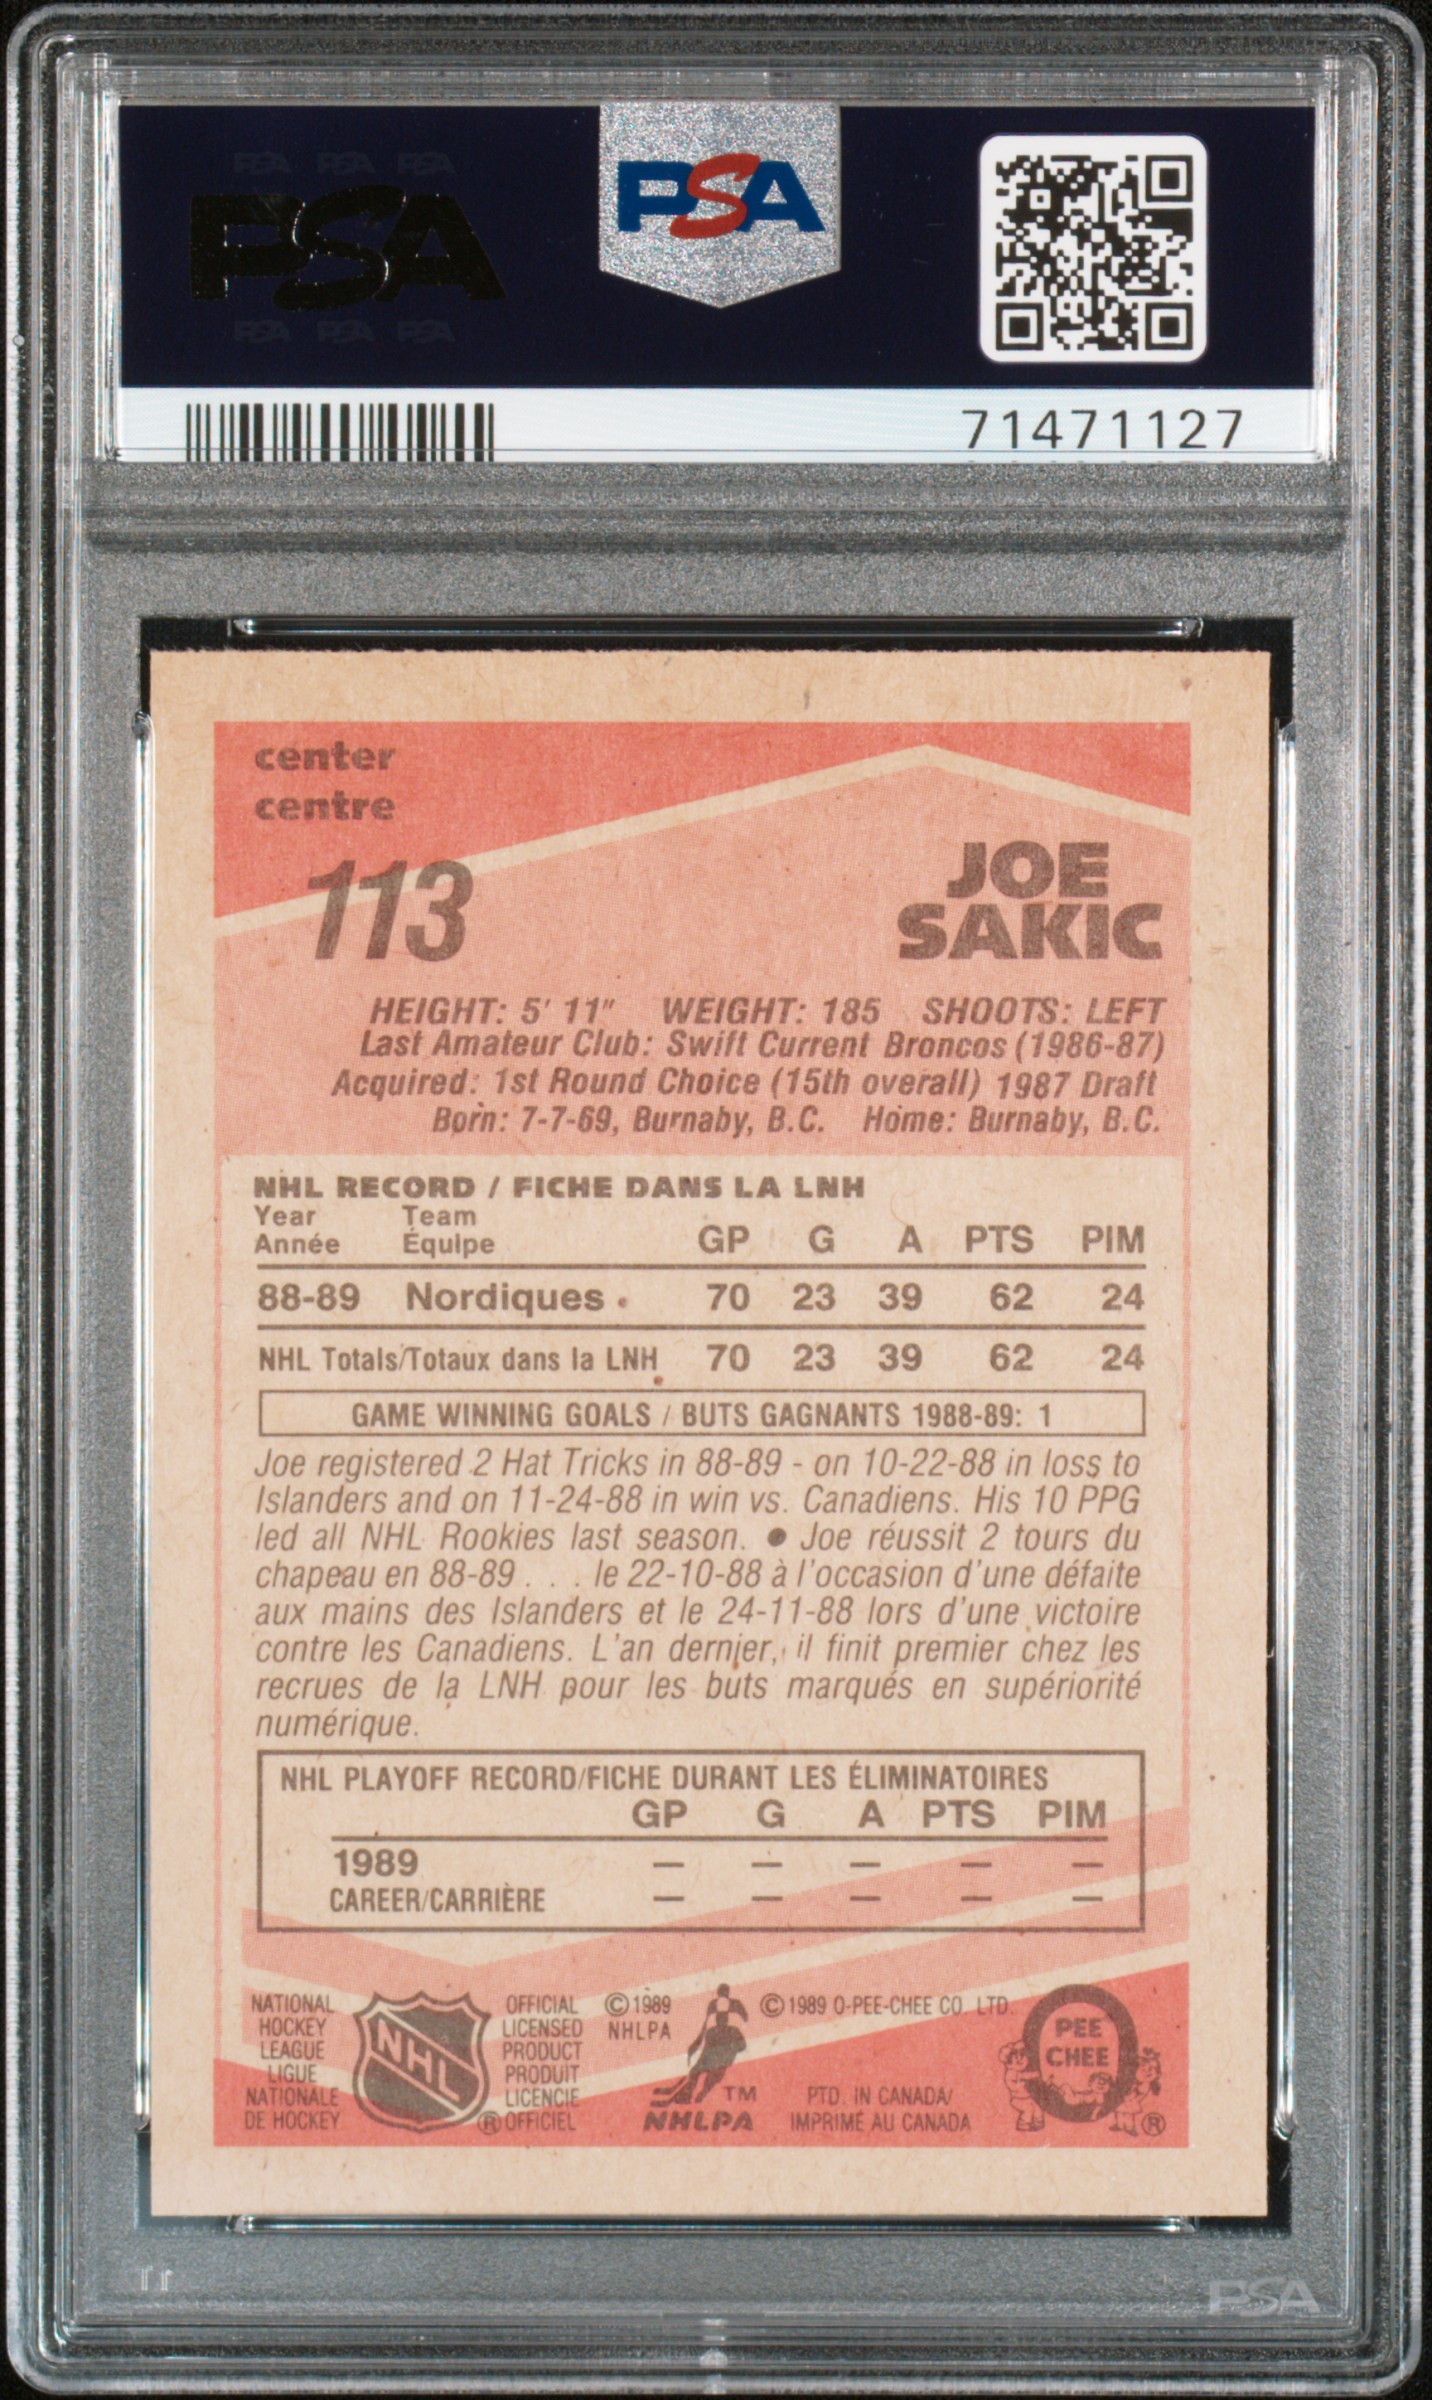 PSA PSA PSA
PSA
PSA PSA PSA
PSA
71471127
center
centre
113
JOE
SAKIC
HEIGHT: 5' 11" WEIGHT: 185 SHOOTS: LEFT
Last Amateur Club: Swift Current Broncos (1986-87)
Acquired: 1st Round Choice (15th overall) 1987 Draft
Born: 7-7-69, Burnaby, B.C. Home: Burnaby, B.C.
NHL RECORD / FICHE DANS LA LNH
Year Team
Année Équipe GP G A PTS PIM
88-89 Nordiques 70 23 39 62 24
NHL Totals/Totaux dans la LNH 70 23 39 62 24
GAME WINNING GOALS / BUTS GAGNANTS 1988-89: 1
Joe registered 2 Hat Tricks in 88-89 - on 10-22-88 in loss to
Islanders and on 11-24-88 in win vs. Canadiens. His 10 PPG
led all NHL Rookies last season. ● Joe réussit 2 tours du
chapeau en 88-89 . . . le 22-10-88 à l'occasion d'une défaite
aux mains des Islanders et le 24-11-88 lors d'une victoire
contre les Canadiens. L'an dernier, il finit premier chez les
recrues de la LNH pour les buts marqués en supériorité
numérique.
NHL PLAYOFF RECORD/FICHE DURANT LES ÉLIMINATOIRES
GP G A PTS PIM
1989 — — — — —
CAREER/CARRIÈRE — — — — —
NATIONAL
HOCKEY
LEAGUE
LIGUE
NATIONALE
DE HOCKEY
NHL
®
OFFICIAL
LICENSED
PRODUCT
PRODUIT
LICENCIE
OFFICIEL
© 1989
NHLPA
TM
NHLPA
© 1989 O-PEE-CHEE CO. LTD.
PTD. IN CANADA/
IMPRIMÉ AU CANADA
O
PEE
CHEE
®
PSA